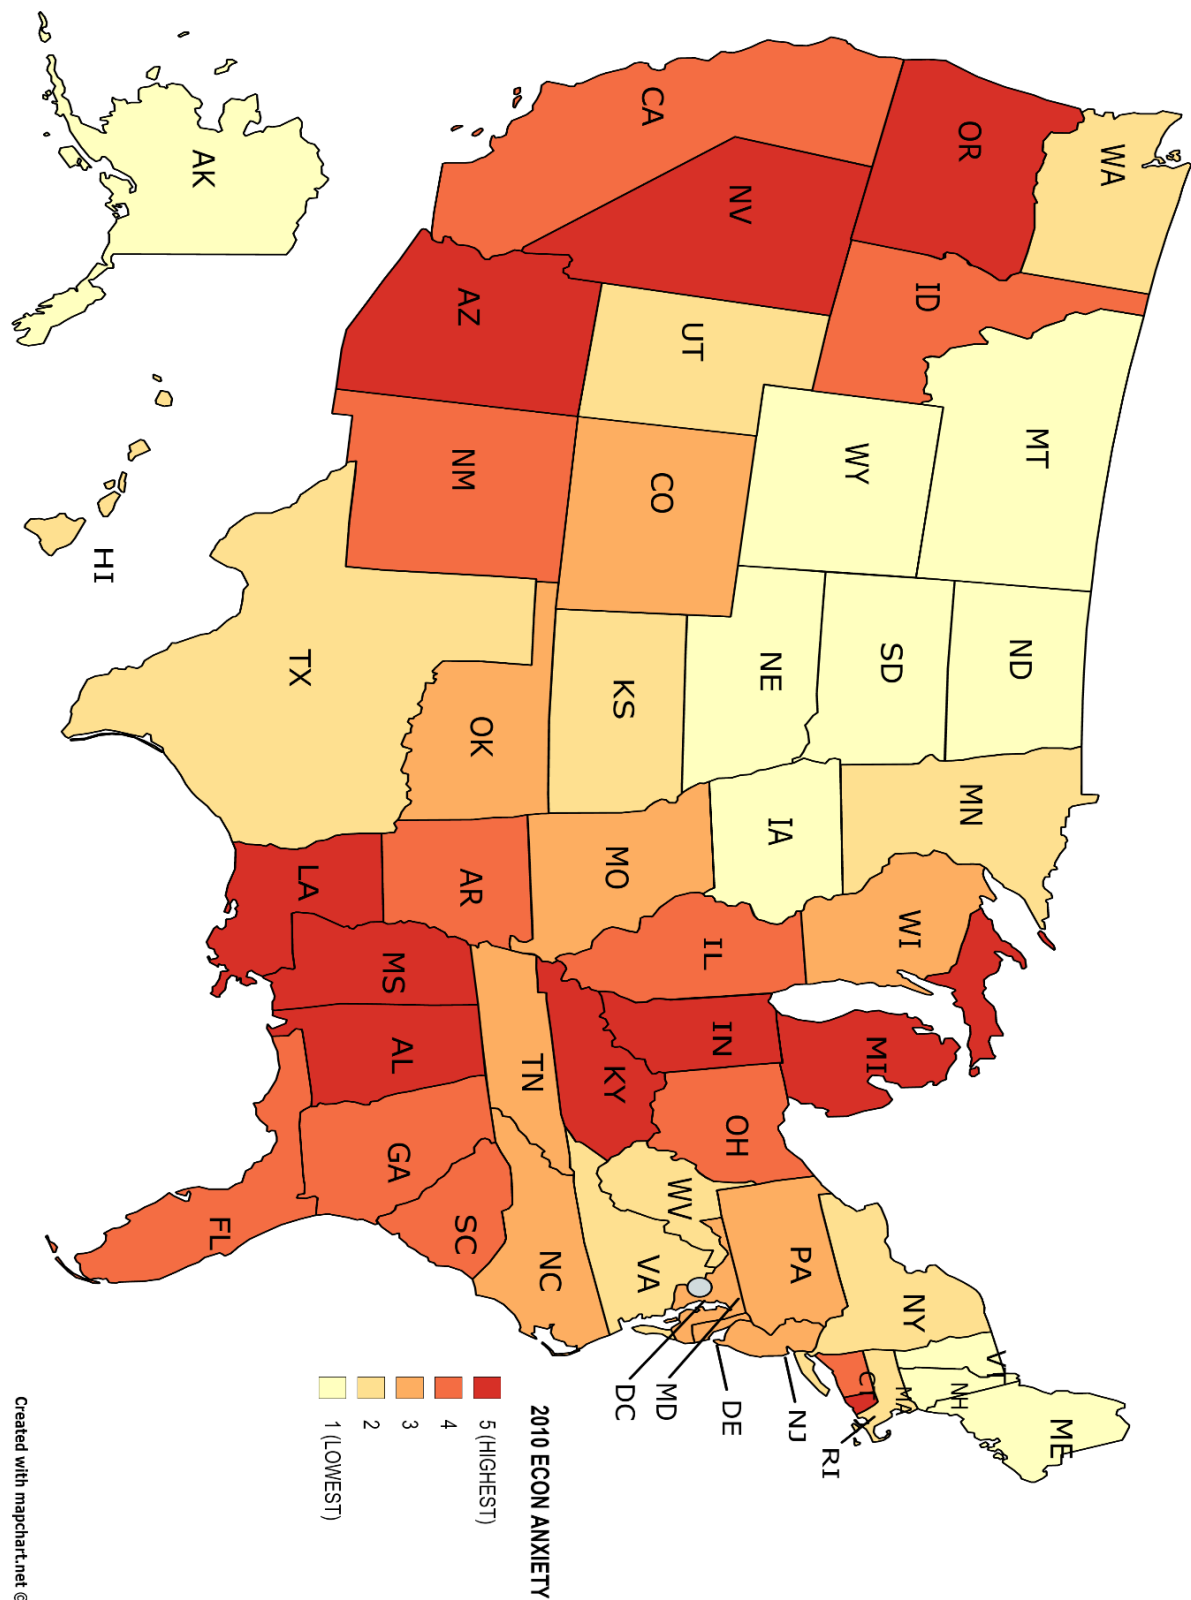 WA
OR
CA
NV
ID
MT
WY
UT
AZ
CO
NM
ND
SD
NE
KS
OK
TX
MN
IA
MO
AR
LA
WI
IL
MS
MI
IN
KY
TN
AL
OH
GA
FL
SC
NC
WV
VA
PA
NY
VT
NH
ME
MA
CT
RI
NJ
DE
MD
DC
AK
HI
2010 ECON ANXIETY
5 (HIGHEST)
4
3
2
1 (LOWEST)
Created with mapchart.net ©